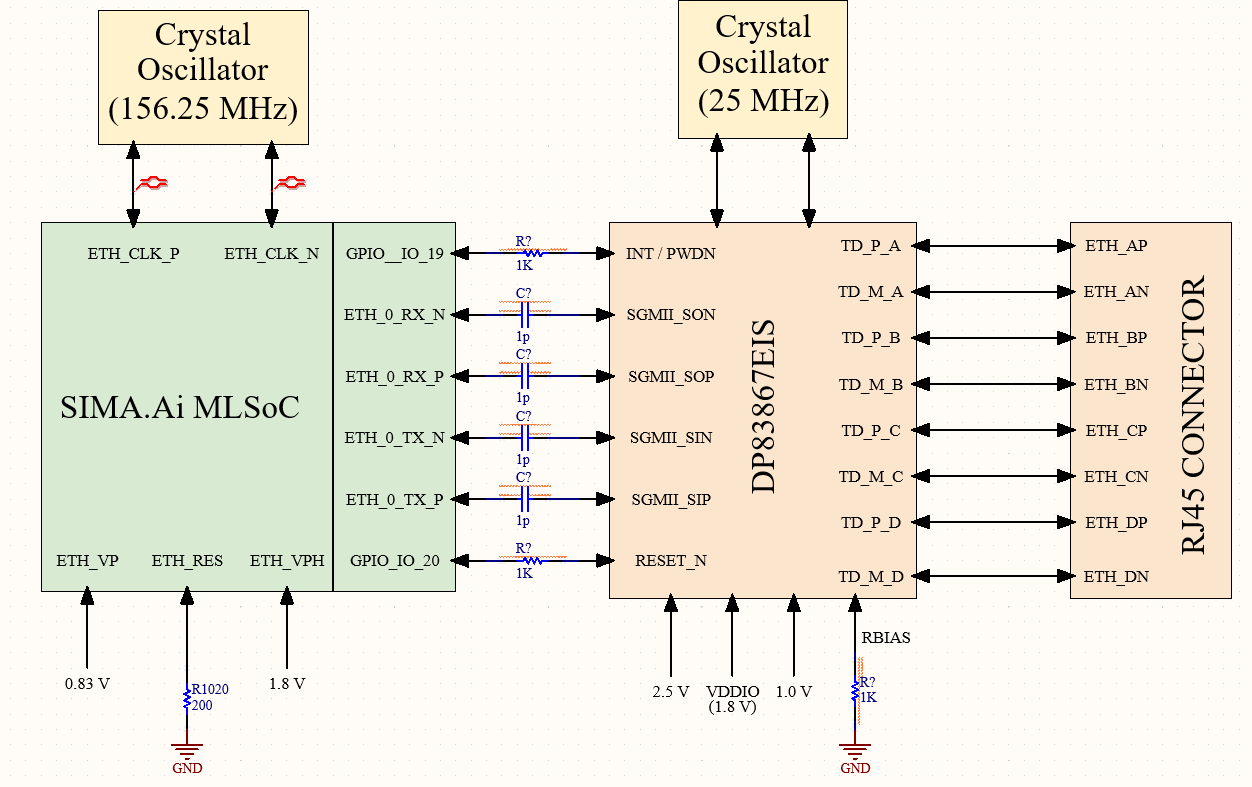 Crystal
Oscillator
(156.25 MHz)
Crystal
Oscillator
(25 MHz)
ETH_CLK_P
ETH_CLK_N
SIMA.Ai MLSoC
ETH_VP
ETH_RES
ETH_VPH
GPIO__IO_19
ETH_0_RX_N
ETH_0_RX_P
ETH_0_TX_N
ETH_0_TX_P
GPIO_IO_20
R?
1K
C?
1p
C?
1p
C?
1p
C?
1p
R?
1K
INT / PWDN
SGMII_SON
SGMII_SOP
SGMII_SIN
SGMII_SIP
RESET_N
DP83867EIS
TD_P_A
TD_M_A
TD_P_B
TD_M_B
TD_P_C
TD_M_C
TD_P_D
TD_M_D
ETH_AP
ETH_AN
ETH_BP
ETH_BN
ETH_CP
ETH_CN
ETH_DP
ETH_DN
RJ45 CONNECTOR
0.83 V
R1020
200
GND
1.8 V
2.5 V
VDDIO
(1.8 V)
1.0 V
RBIAS
R?
1K
GND